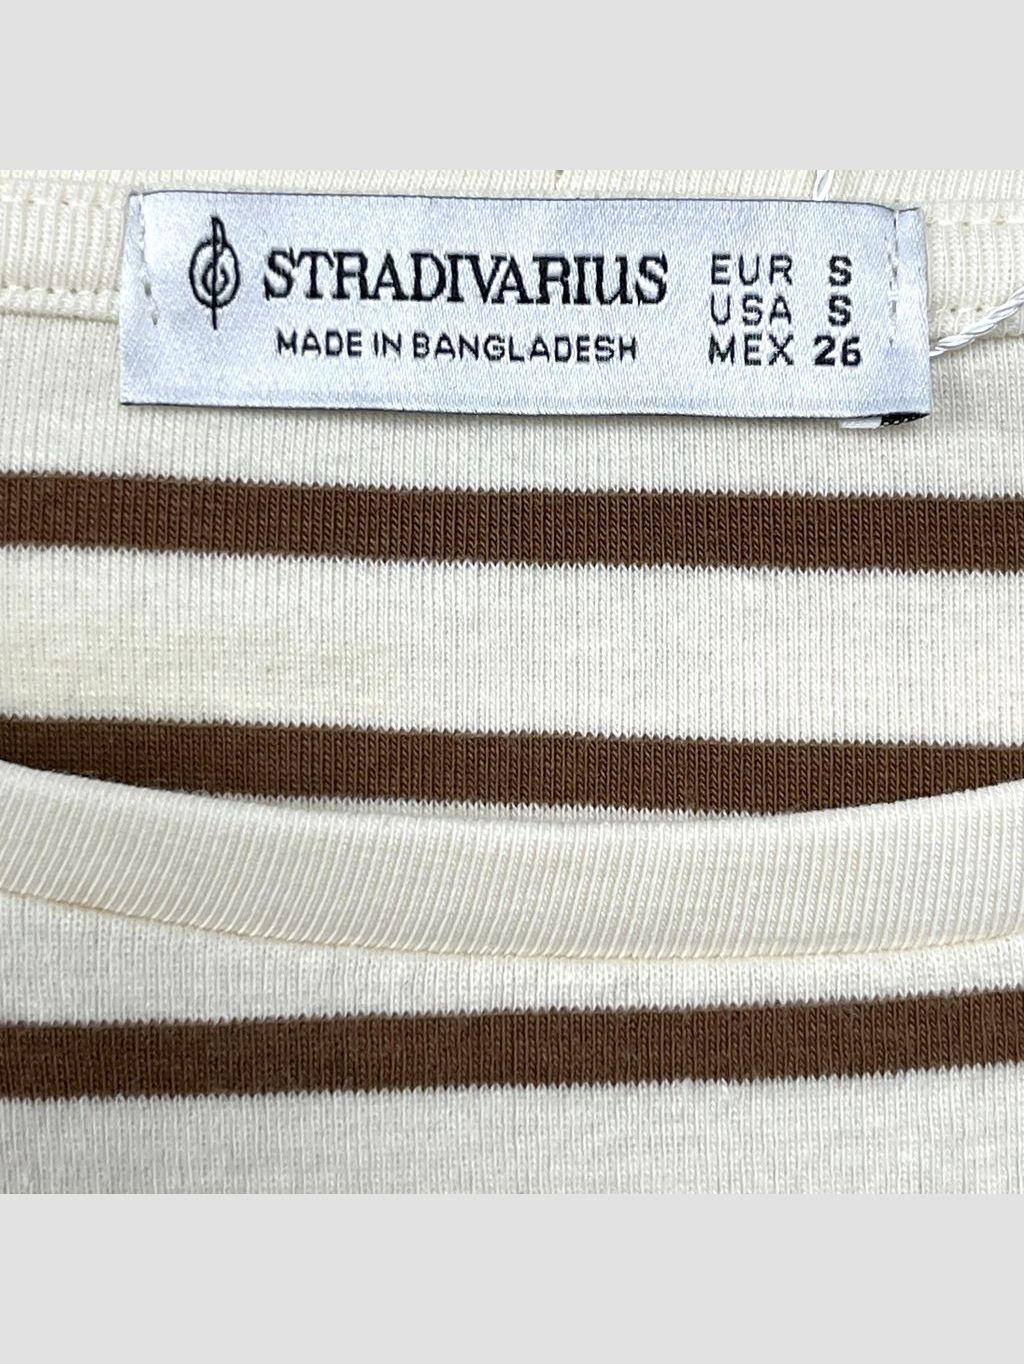 STRADIVARIUS
MADE IN BANGLADESH
EUR S
USA S
MEX 26